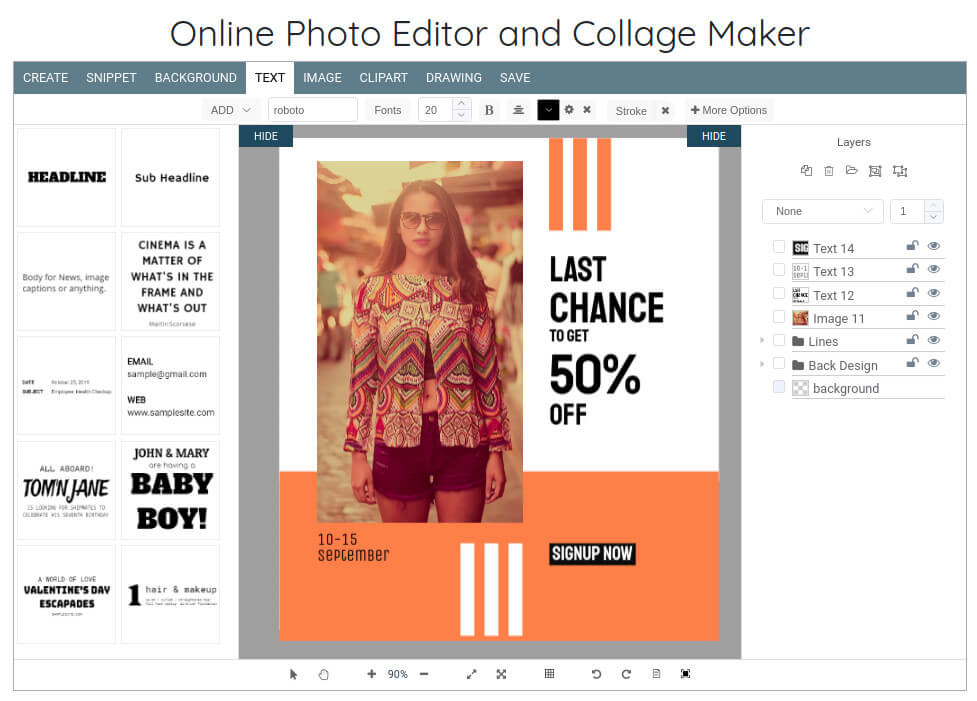 Online Photo Editor and Collage Maker
CREATE SNIPPET BACKGROUND TEXT IMAGE CLIPART DRAWING SAVE
ADD roboto Fonts 20 B Stroke More Options
HIDE
HIDE
HEADLINE
Sub Headline
Body for News, image
captions or anything.
CINEMA IS A
MATTER OF
WHAT'S IN THE
FRAME AND
WHAT'S OUT
Martin Scorsese
DATE October 25, 2019
SUBJECT Employee Health Checkup
EMAIL
sample@gmail.com
WEB
www.samplesite.com
ALL ABOARD!
TOM'N JANE
IS LOOKING FOR SHIPMATES TO
CELEBRATE HIS SEVENTH BIRTHDAY
JOHN & MARY
are having a
BABY
BOY!
A WORLD OF LOVE
VALENTINE'S DAY
ESCAPADES
1 hair & makeup
LAST
CHANCE
TO GET
50%
OFF
10-15
September
SIGNUP NOW
Layers
None 1
Text 14
Text 13
Text 12
Image 11
Lines
Back Design
background
90%